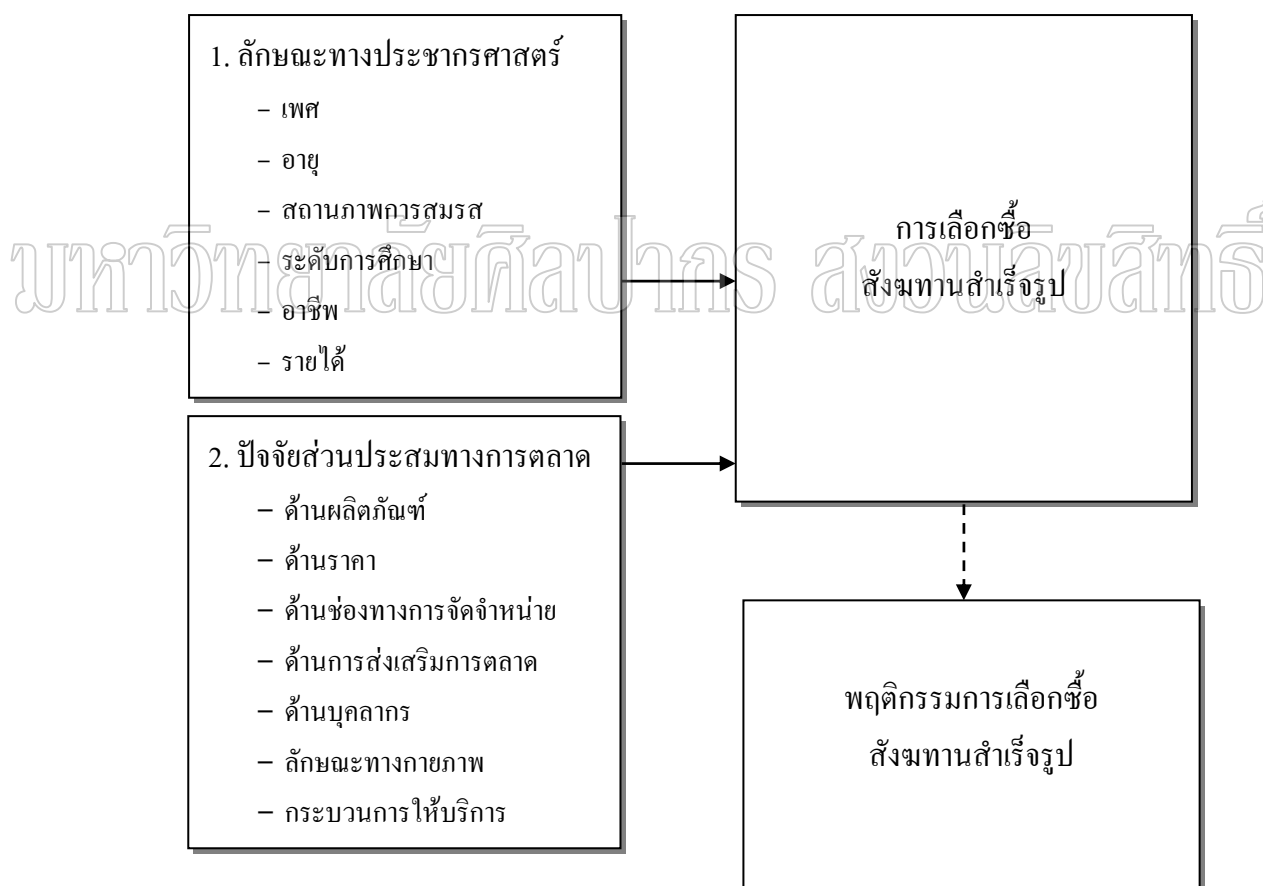 1. ลักษณะทางประชากรศาสตร์
– เพศ
– อายุ
– สถานภาพการสมรส
– ระดับการศึกษา
– อาชีพ
– รายได้
การเลือกซื้อ
สังฆทานสำเร็จรูป
มหาวิทยาลัยศิลปากร สงวนลิขสิทธิ์
2. ปัจจัยส่วนประสมทางการตลาด
– ด้านผลิตภัณฑ์
– ด้านราคา
– ด้านช่องทางการจัดจำหน่าย
– ด้านการส่งเสริมการตลาด
– ด้านบุคลากร
– ลักษณะทางกายภาพ
– กระบวนการให้บริการ
พฤติกรรมการเลือกซื้อ
สังฆทานสำเร็จรูป